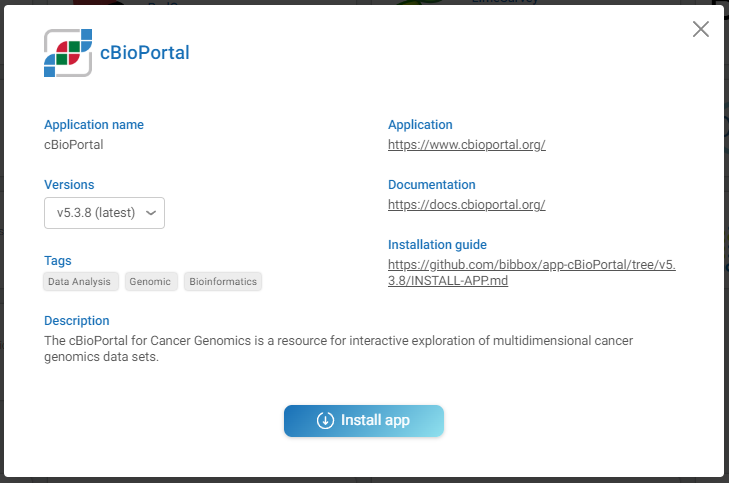 cBioPortal
Application name
cBioPortal
Versions
v5.3.8 (latest)
Tags
Data Analysis
Genomic
Bioinformatics
Application
https://www.cbioportal.org/
Documentation
https://docs.cbioportal.org/
Installation guide
https://github.com/bibbox/app-cBioPortal/tree/v5.
3.8/INSTALL-APP.md
Description
The cBioPortal for Cancer Genomics is a resource for interactive exploration of multidimensional cancer
genomics data sets.
Install app